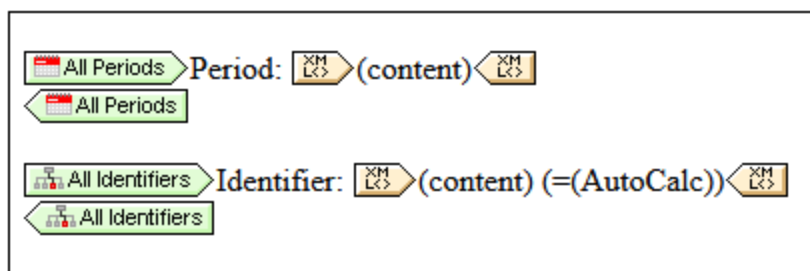 All Periods Period: XML<> (content) XML<>
All Periods
All Identifiers Identifier: XML<> (content) (=(AutoCalc)) XML<>
All Identifiers